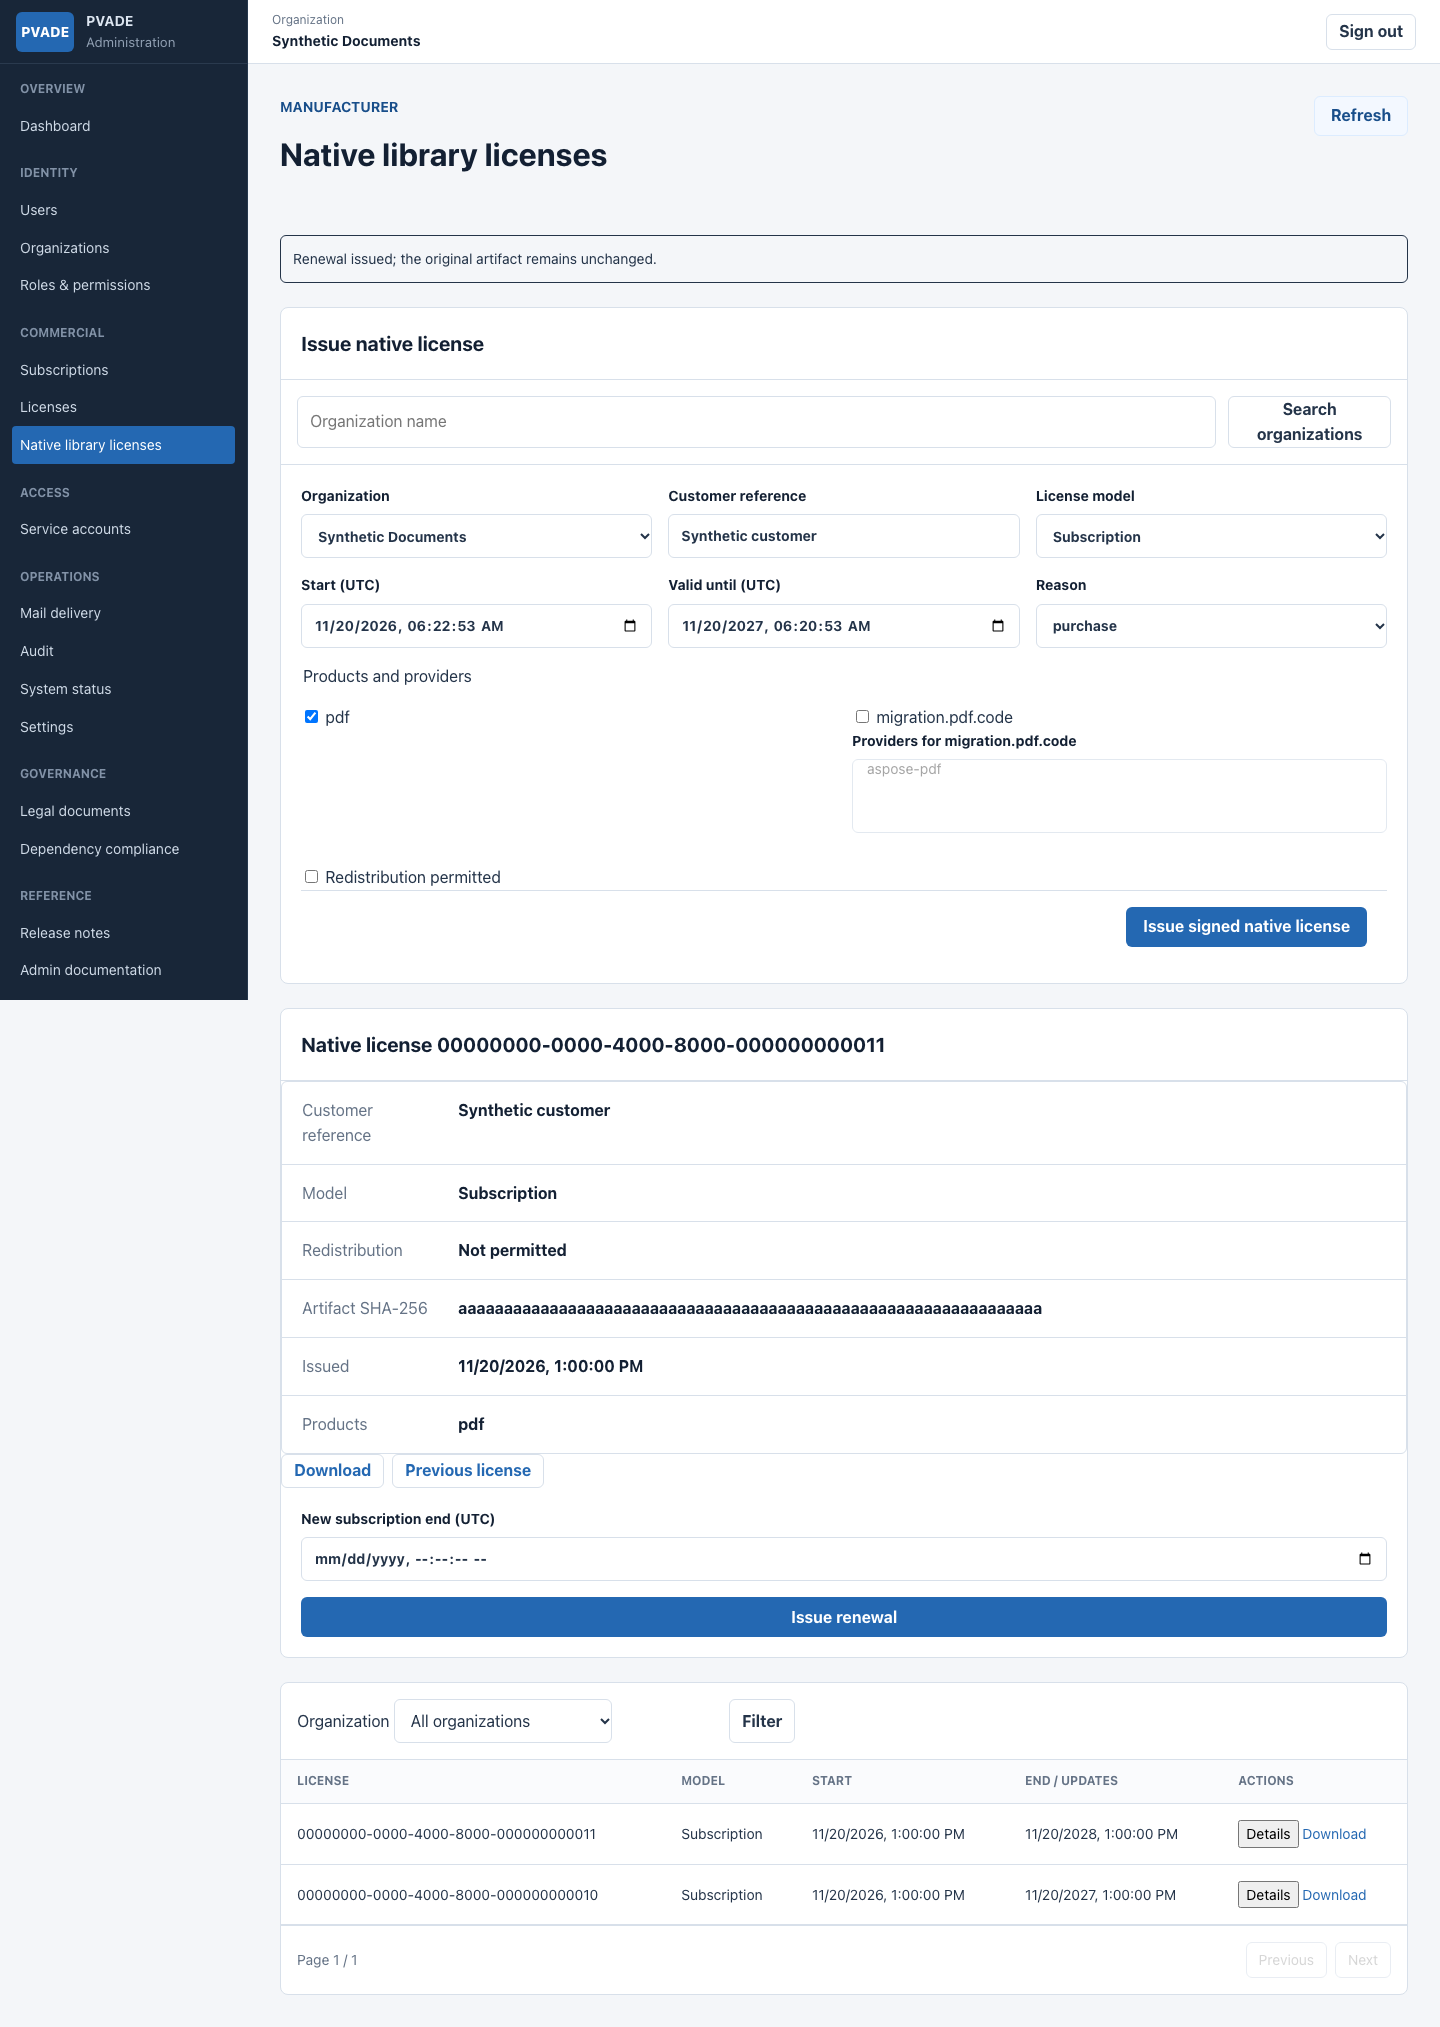 PVADE
PVADE
Administration
Organization
Synthetic Documents
Sign out
OVERVIEW
Dashboard
IDENTITY
Users
Organizations
Roles & permissions
COMMERCIAL
Subscriptions
Licenses
Native library licenses
ACCESS
Service accounts
OPERATIONS
Mail delivery
Audit
System status
Settings
GOVERNANCE
Legal documents
Dependency compliance
REFERENCE
Release notes
Admin documentation
MANUFACTURER
Refresh
Native library licenses
Renewal issued; the original artifact remains unchanged.
Issue native license
Organization name
Search organizations
Organization Customer reference License model
Synthetic Documents Synthetic customer Subscription
Start (UTC) Valid until (UTC) Reason
11/20/2026, 06:22:53 AM 11/20/2027, 06:20:53 AM purchase
Products and providers
pdf migration.pdf.code
Providers for migration.pdf.code
aspose-pdf
Redistribution permitted
Issue signed native license
Native license 00000000-0000-4000-8000-000000000011
Customer reference Synthetic customer
Model Subscription
Redistribution Not permitted
Artifact SHA-256 aaaaaaaaaaaaaaaaaaaaaaaaaaaaaaaaaaaaaaaaaaaaaaaaaaaaaaaaaaaaaaaa
Issued 11/20/2026, 1:00:00 PM
Products pdf
Download Previous license
New subscription end (UTC)
mm/dd/yyyy, --:--:-- --
Issue renewal
Organization All organizations Filter
LICENSE MODEL START END / UPDATES ACTIONS
00000000-0000-4000-8000-000000000011 Subscription 11/20/2026, 1:00:00 PM 11/20/2028, 1:00:00 PM Details Download
00000000-0000-4000-8000-000000000010 Subscription 11/20/2026, 1:00:00 PM 11/20/2027, 1:00:00 PM Details Download
Page 1 / 1 Previous Next